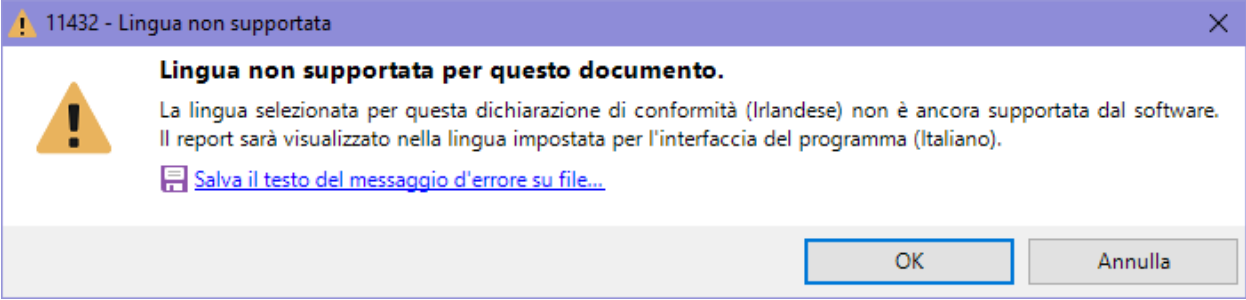 11432 - Lingua non supportata
Lingua non supportata per questo documento.
La lingua selezionata per questa dichiarazione di conformità (Irlandese) non è ancora supportata dal software.
Il report sarà visualizzato nella lingua impostata per l'interfaccia del programma (Italiano).
Salva il testo del messaggio d'errore su file...
OK
Annulla